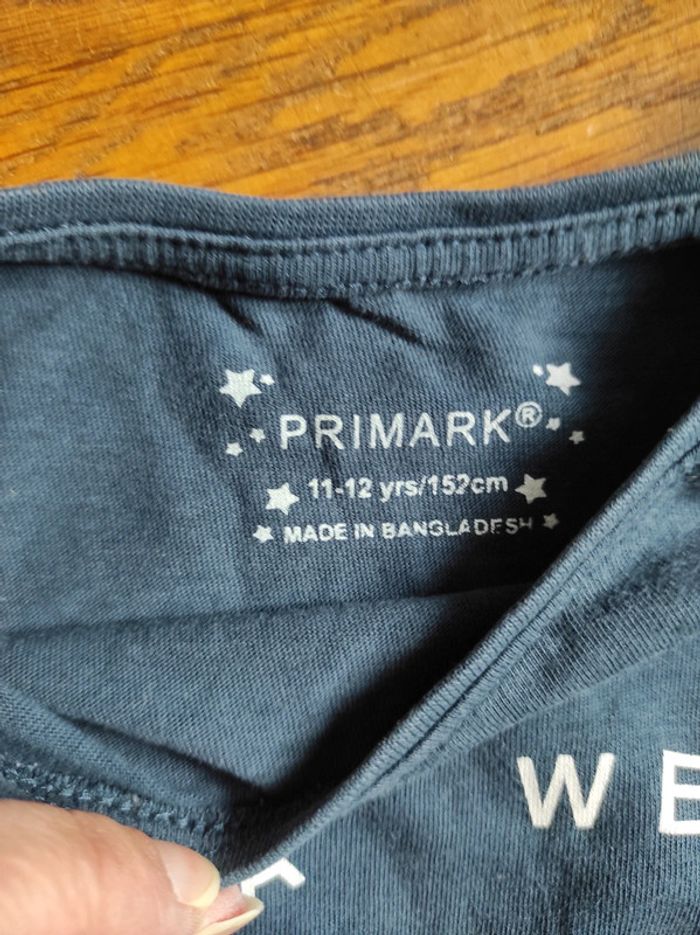 PRIMARK®
11-12 yrs/152cm
MADE IN BANGLADESH
WE